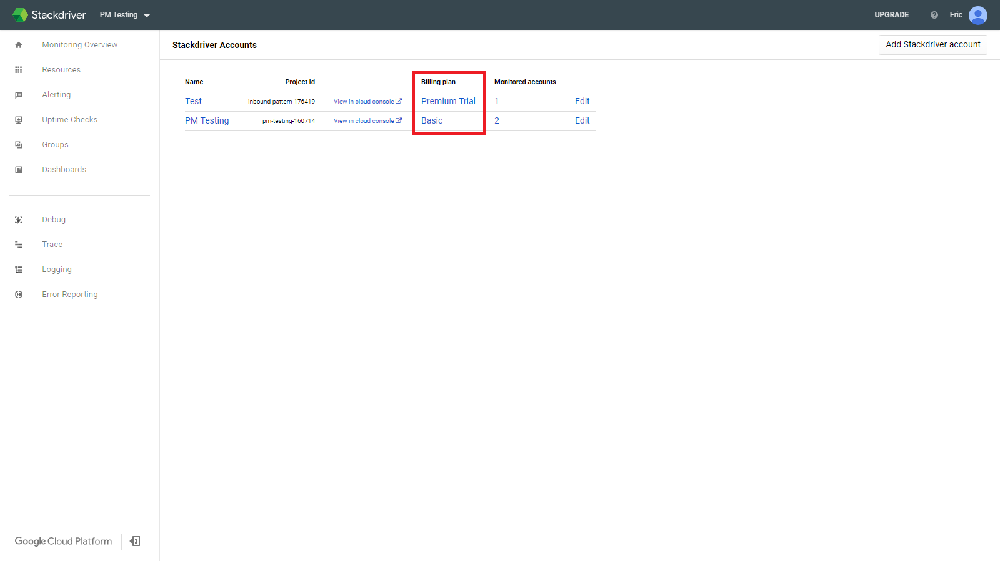 Stackdriver PM Testing UPGRADE Eric
Monitoring Overview
Resources
Alerting
Uptime Checks
Groups
Dashboards
Debug
Trace
Logging
Error Reporting
Google Cloud Platform
Stackdriver Accounts Add Stackdriver account
Name Project Id Billing plan Monitored accounts
Test inbound-pattern-176419 View in cloud console Premium Trial 1 Edit
PM Testing pm-testing-160714 View in cloud console Basic 2 Edit